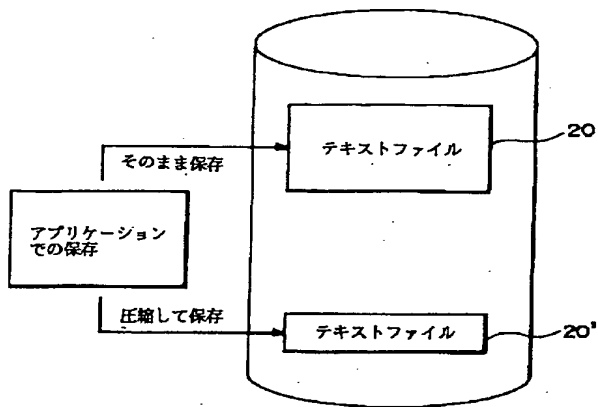 テキストファイル
20
そのまま保存
アプリケーション
での保存
圧縮して保存
テキストファイル
20'